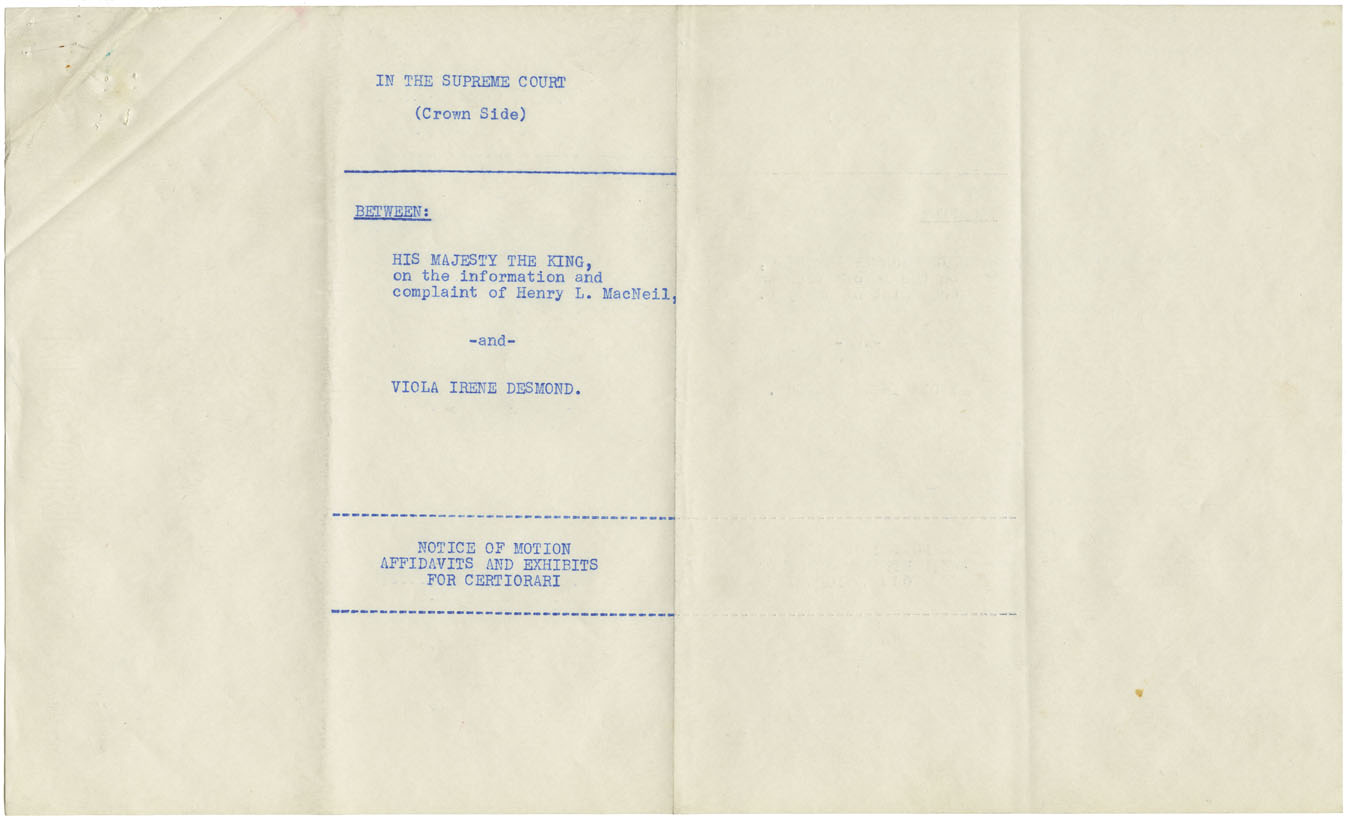 IN THE SUPREME COURT
(Crown Side)
BETWEEN:
HIS MAJESTY THE KING,
on the information and
complaint of Henry L. MacNeil,
-and-
VIOLA IRENE DESMOND.
NOTICE OF MOTION
AFFIDAVITS AND EXHIBITS
FOR CERTIORARI